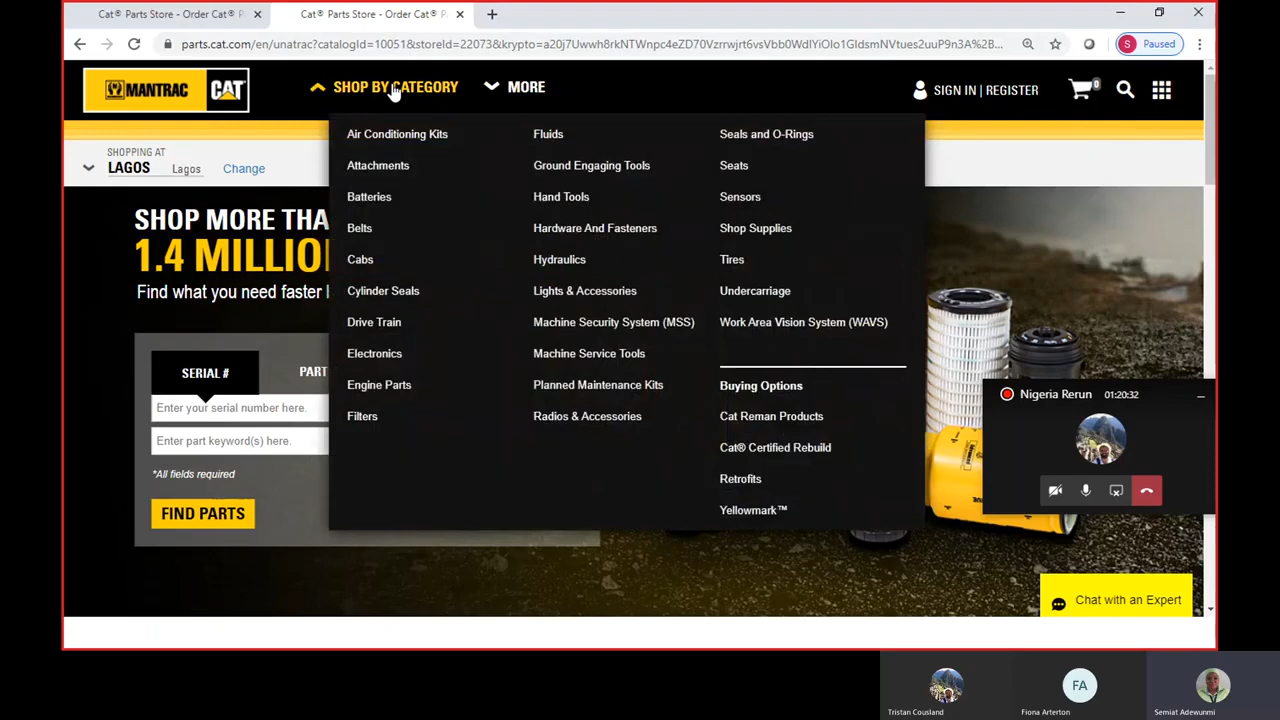 Cat® Parts Store - Order Cat® P
Cat® Parts Store - Order Cat® P
parts.cat.com/en/unatrac?catalogId=10051&storeId=22073&krypto=
Paused
MANTRAC CAT
SHOP BY CATEGORY
MORE
SIGN IN | REGISTER
0
SHOPPING AT
LAGOS Lagos Change
SHOP MORE THA
1.4 MILLIO
Find what you need faster
SERIAL #
PART
Enter your serial number here.
Enter part keyword(s) here.
*All fields required
FIND PARTS
Air Conditioning Kits
Attachments
Batteries
Belts
Cabs
Cylinder Seals
Drive Train
Electronics
Engine Parts
Filters
Fluids
Ground Engaging Tools
Hand Tools
Hardware And Fasteners
Hydraulics
Lights & Accessories
Machine Security System (MSS)
Machine Service Tools
Planned Maintenance Kits
Radios & Accessories
Seals and O-Rings
Seats
Sensors
Shop Supplies
Tires
Undercarriage
Work Area Vision System (WAVS)
Buying Options
Cat Reman Products
Cat® Certified Rebuild
Retrofits
Yellowmark™
Nigeria Rerun 01:20:32
Chat with an Expert
Tristan Cousland
FA
Fiona Arterton
Semiat Adewunmi